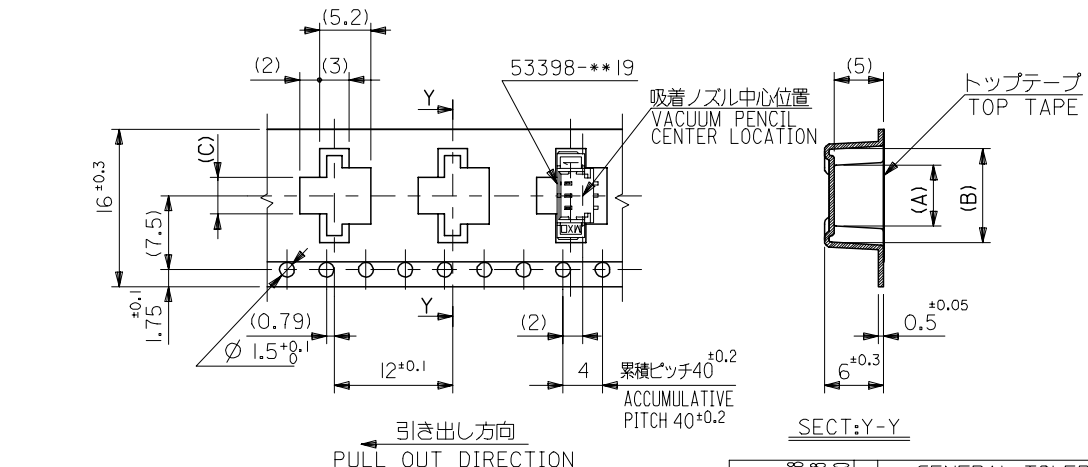 (5.2)
(2)
(3)
53398-**19
Y
吸着ノズル中心位置
VACUUM PENCIL
CENTER LOCATION
(5)
トップテープ
TOP TAPE
(C)
16±0.3
(7.5)
(A)
(B)
1.75±0.1
(0.79)
Ø 1.5+0.1 0
Y
(2)
12±0.1
4
累積ピッチ40±0.2
ACCUMULATIVE
PITCH 40±0.2
0.5±0.05
6±0.3
SECT:Y-Y
引き出し方向
PULL OUT DIRECTION